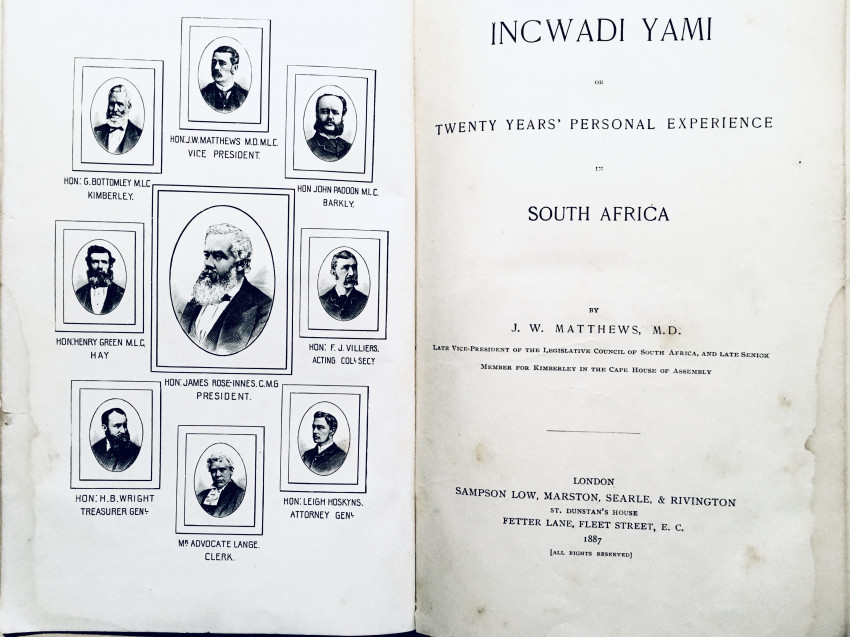 HON: J.W. MATTHEWS M.D. M.L.C.
VICE PRESIDENT.
HON: G. BOTTOMLEY M.L.C.
KIMBERLEY.
HON JOHN PADDON M.L.C.
BARKLY.
HON: HENRY GREEN M.L.C,
HAY
HON: F. J. VILLIERS.
ACTING COLL SECY
HON: JAMES ROSE-INNES. C.M.G
PRESIDENT.
HON: H.B. WRIGHT
TREASURER GENL
HON: LEIGH HOSKYNS.
ATTORNEY GENL
MR ADVOCATE LANGE.
CLERK.
INCWADI YAMI
OR
TWENTY YEARS' PERSONAL EXPERIENCE
IN
SOUTH AFRICA
BY
J. W. MATTHEWS, M.D.
LATE VICE-PRESIDENT OF THE LEGISLATIVE COUNCIL OF SOUTH AFRICA, AND LATE SENIOR
MEMBER FOR KIMBERLEY IN THE CAPE HOUSE OF ASSEMBLY
LONDON
SAMPSON LOW, MARSTON, SEARLE, & RIVINGTON
ST. DUNSTAN'S HOUSE
FETTER LANE, FLEET STREET, E. C.
1887
[ALL RIGHTS RESERVED]